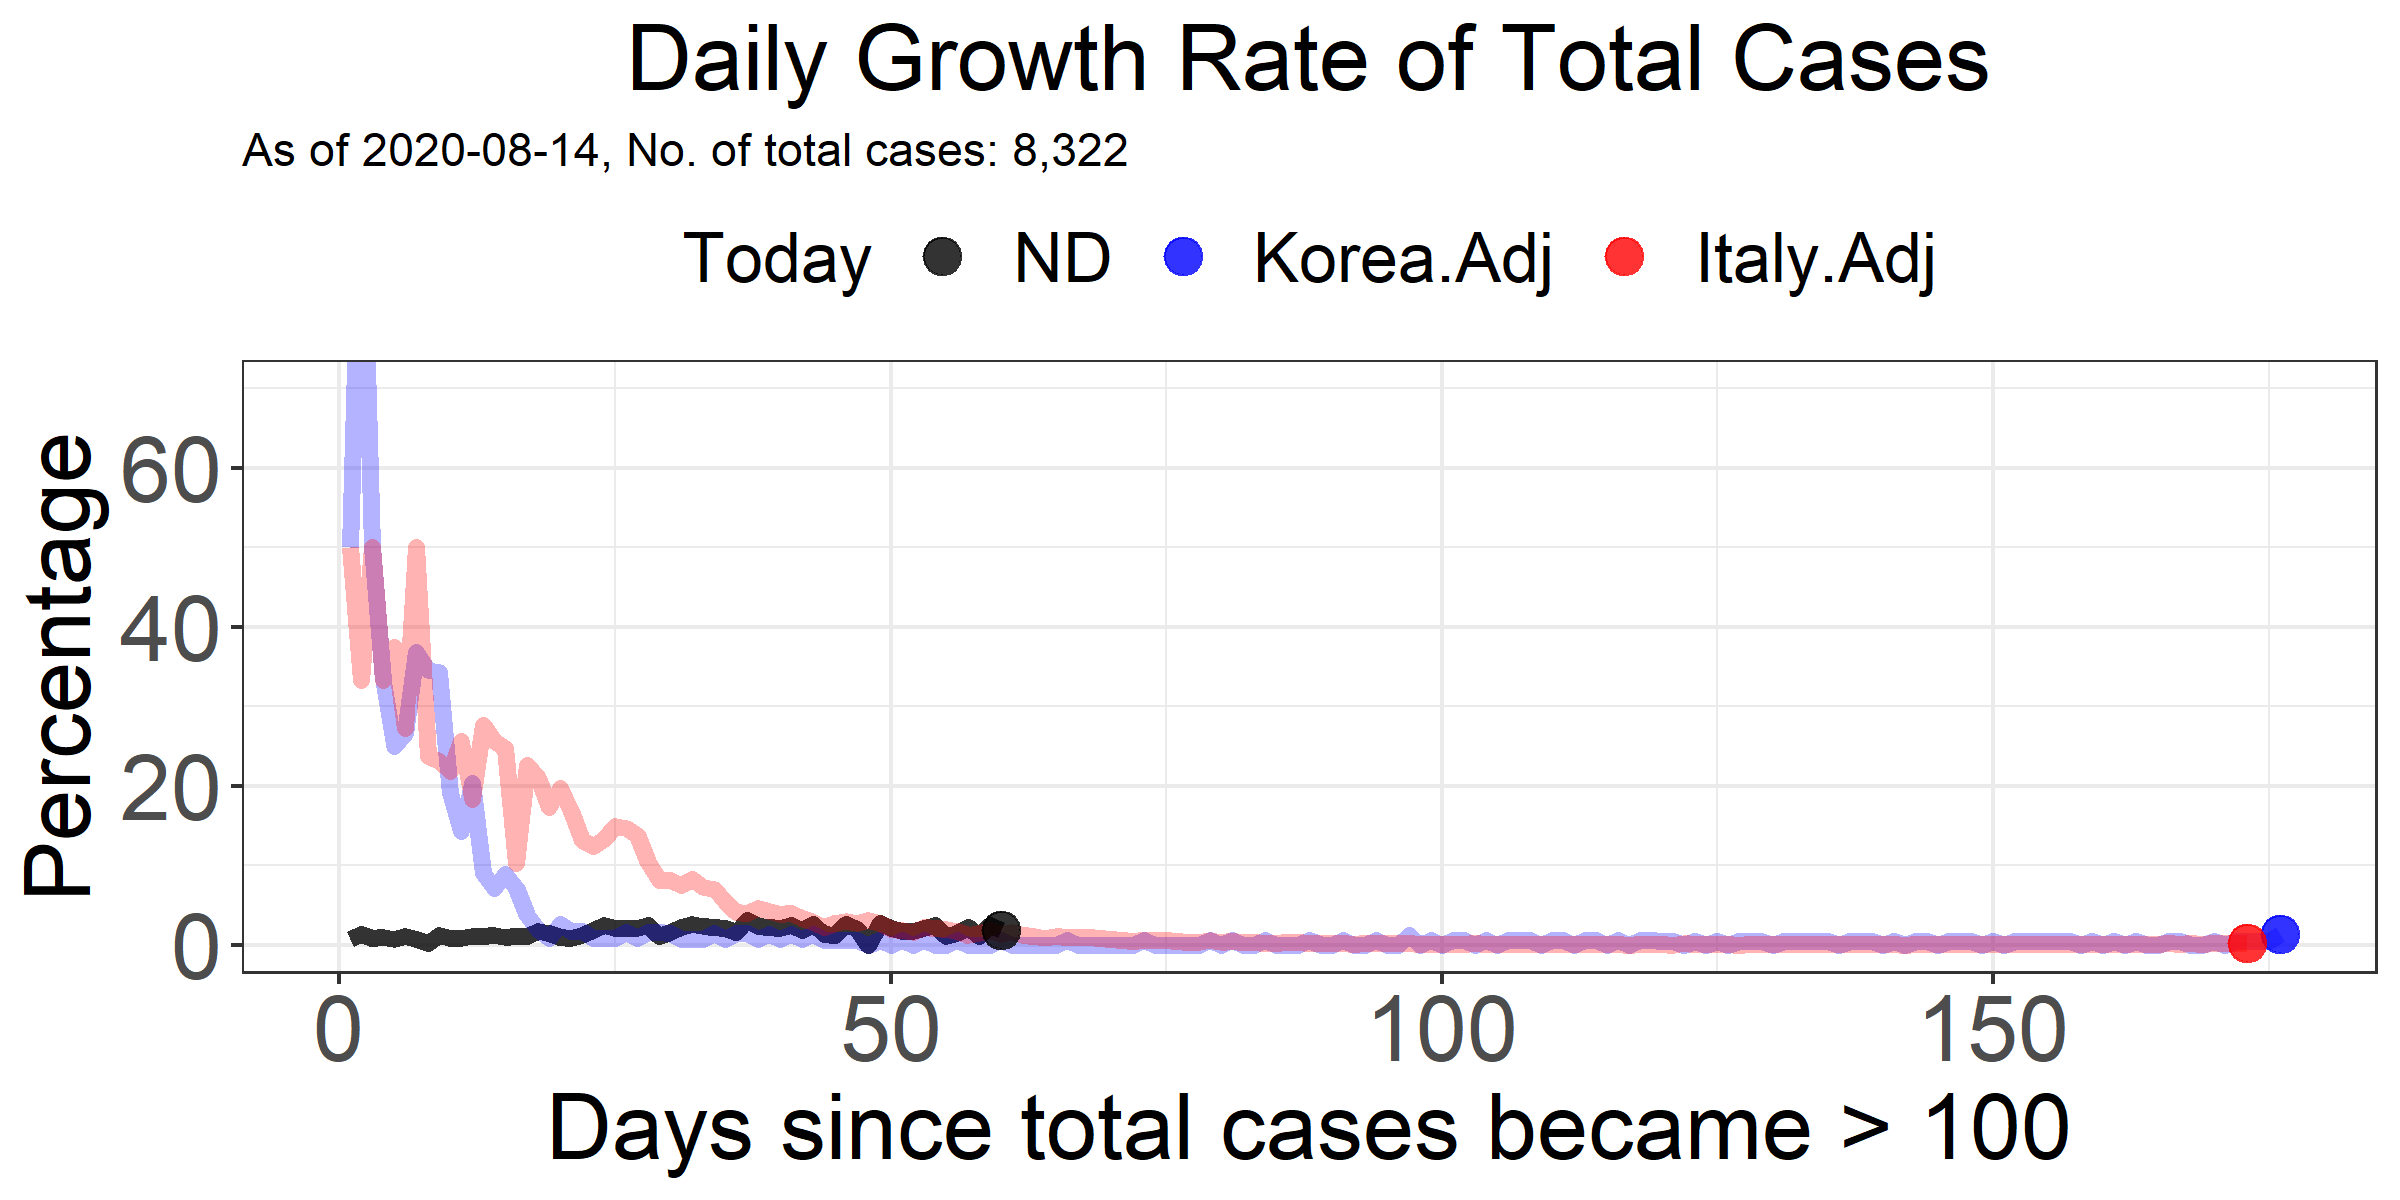 Daily Growth Rate of Total Cases
As of 2020-08-14, No. of total cases: 8,322
Today ND Korea.Adj Italy.Adj
Percentage
60
40
20
0
0 50 100 150
Days since total cases became > 100